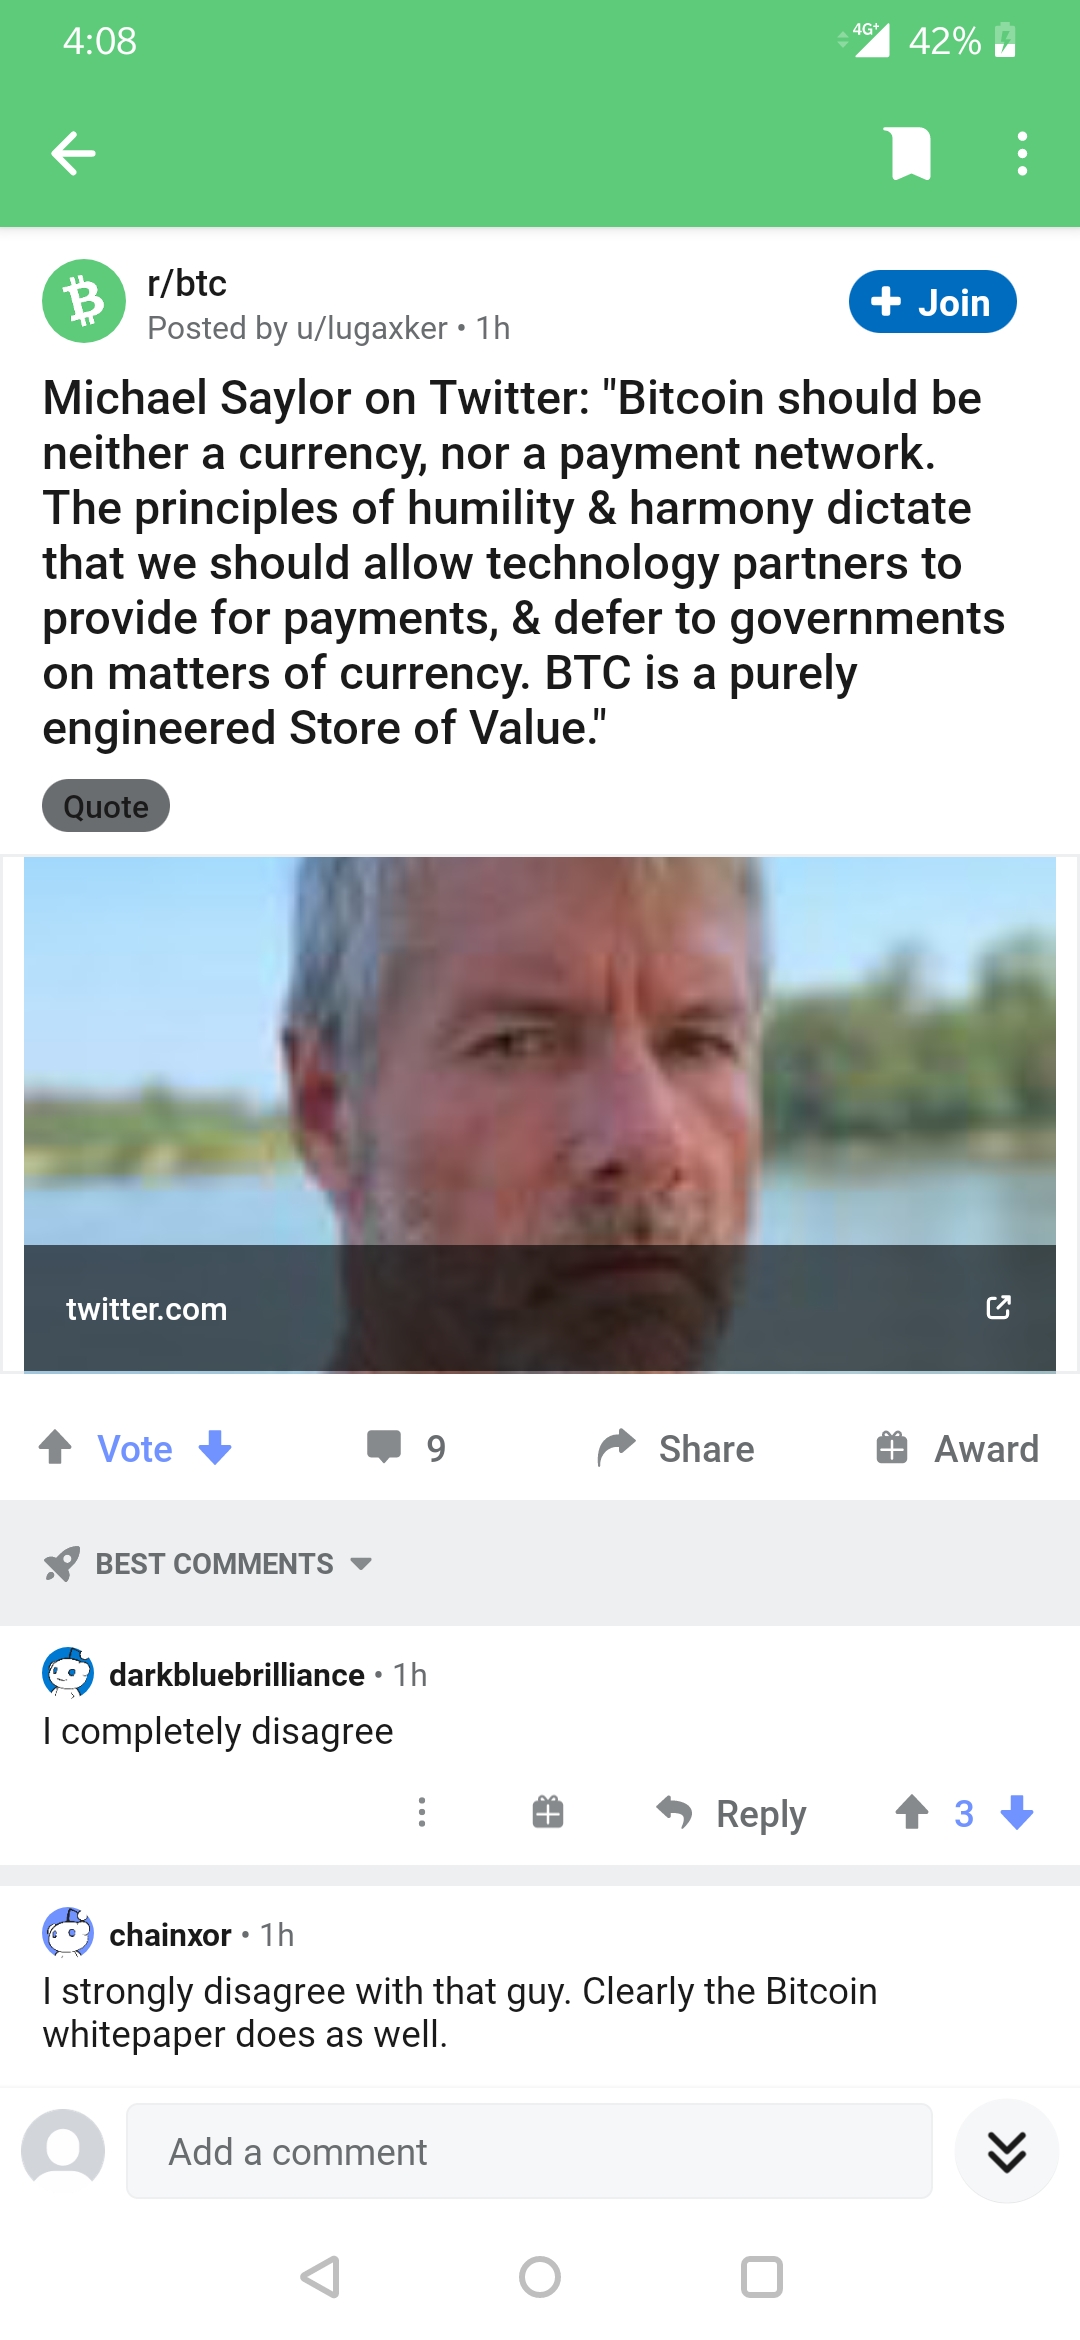 4:08
4G+ 42%
r/btc
Posted by u/lugaxker • 1h
+ Join
Michael Saylor on Twitter: "Bitcoin should be
neither a currency, nor a payment network.
The principles of humility & harmony dictate
that we should allow technology partners to
provide for payments, & defer to governments
on matters of currency. BTC is a purely
engineered Store of Value."
Quote
twitter.com
Vote 9 Share Award
BEST COMMENTS
darkbluebrilliance • 1h
I completely disagree
Reply 3
chainxor • 1h
I strongly disagree with that guy. Clearly the Bitcoin
whitepaper does as well.
Add a comment